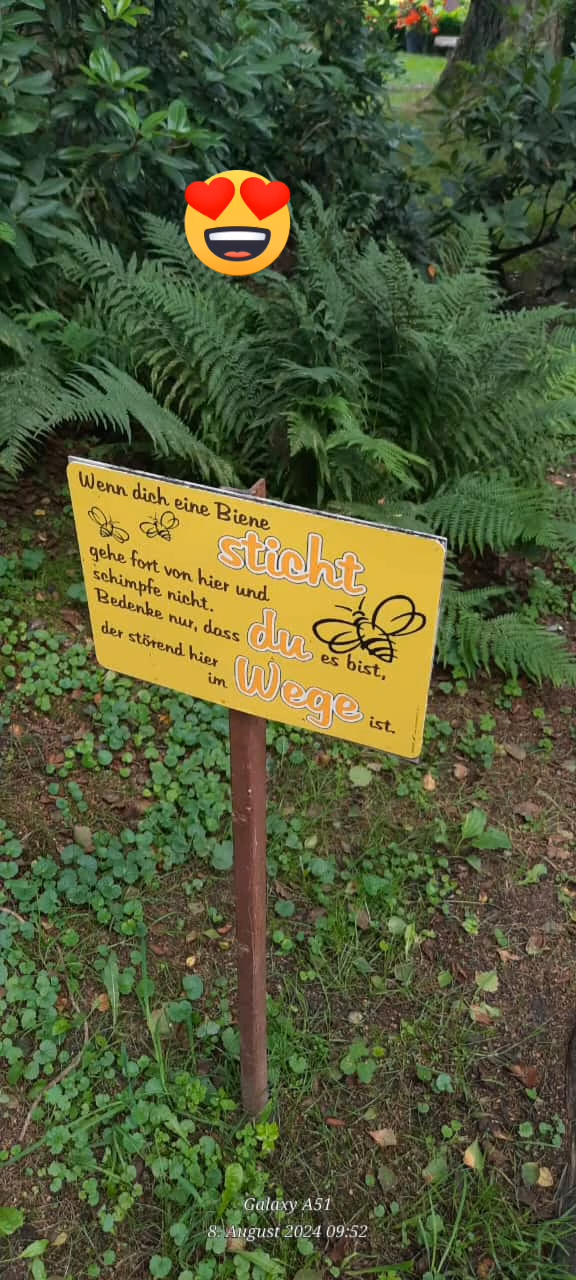 Wenn dich eine Biene
sticht
gehe fort von hier und
schimpfe nicht.
Bedenke nur, dass du es bist,
der störend hier
im Wege ist.
Galaxy A51
8. August 2024 09:52